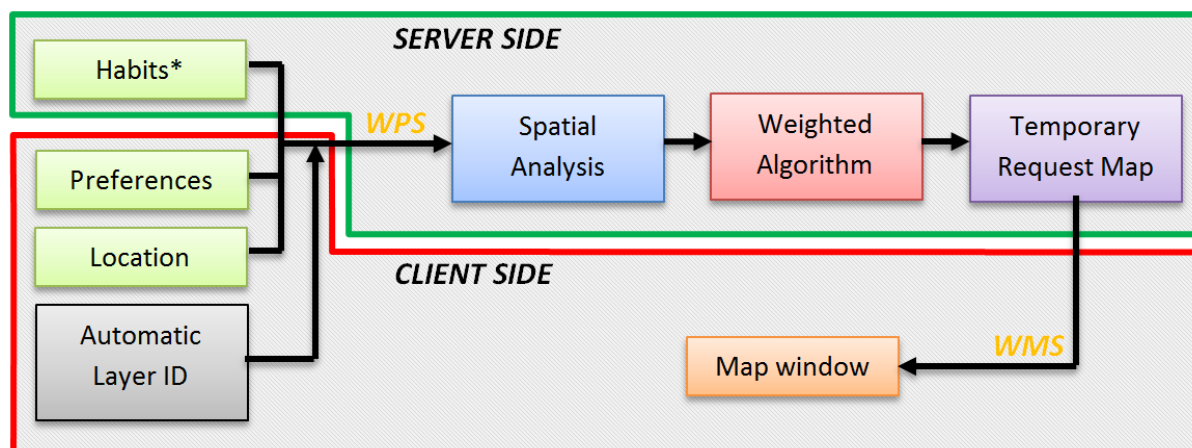 SERVER SIDE
Habits*
WPS
Spatial
Analysis
Weighted
Algorithm
Temporary
Request Map
Preferences
Location
CLIENT SIDE
Automatic
Layer ID
Map window
WMS